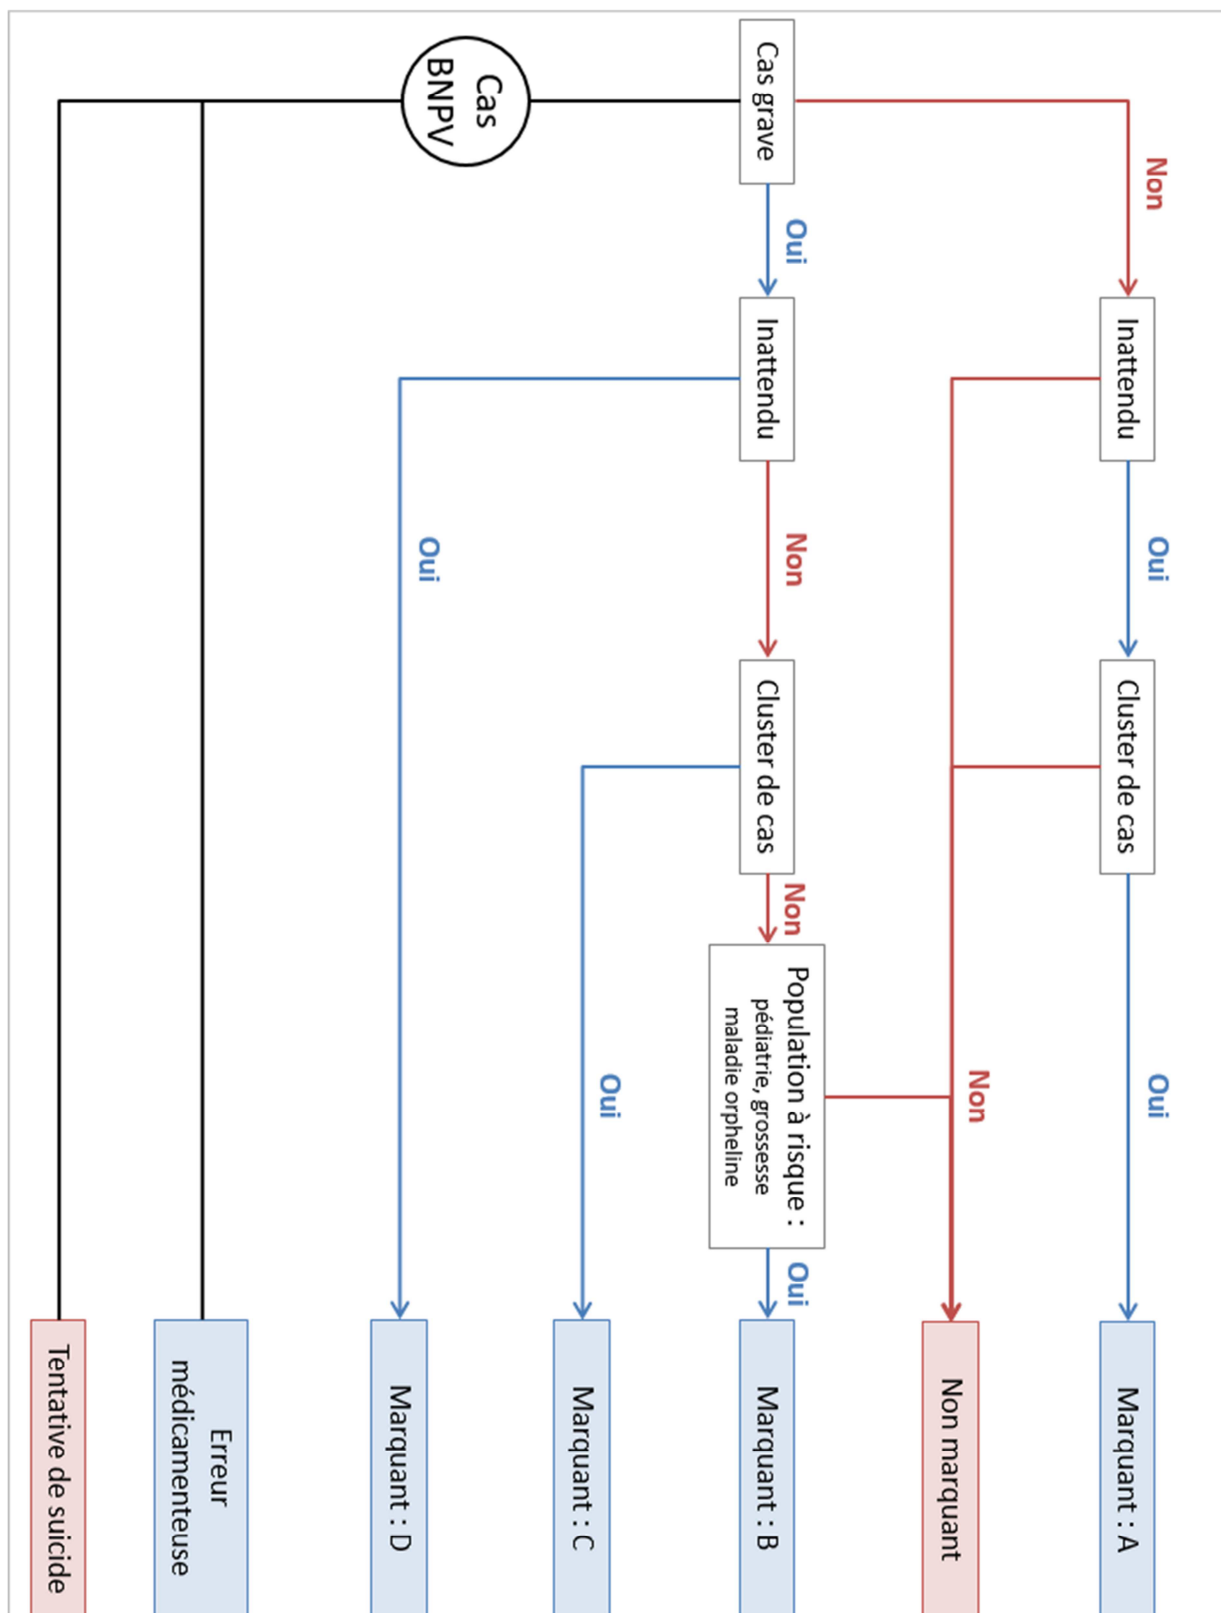 Cas
BNPV
Cas grave
Non
Inattendu
Oui
Cluster de cas
Oui
Marquant : A
Non
Non marquant
Oui
Inattendu
Non
Cluster de cas
Non
Population à risque :
pédiatrie, grossesse
maladie orpheline
Oui
Marquant : B
Oui
Marquant : C
Oui
Marquant : D
Erreur
médicamenteuse
Tentative de suicide